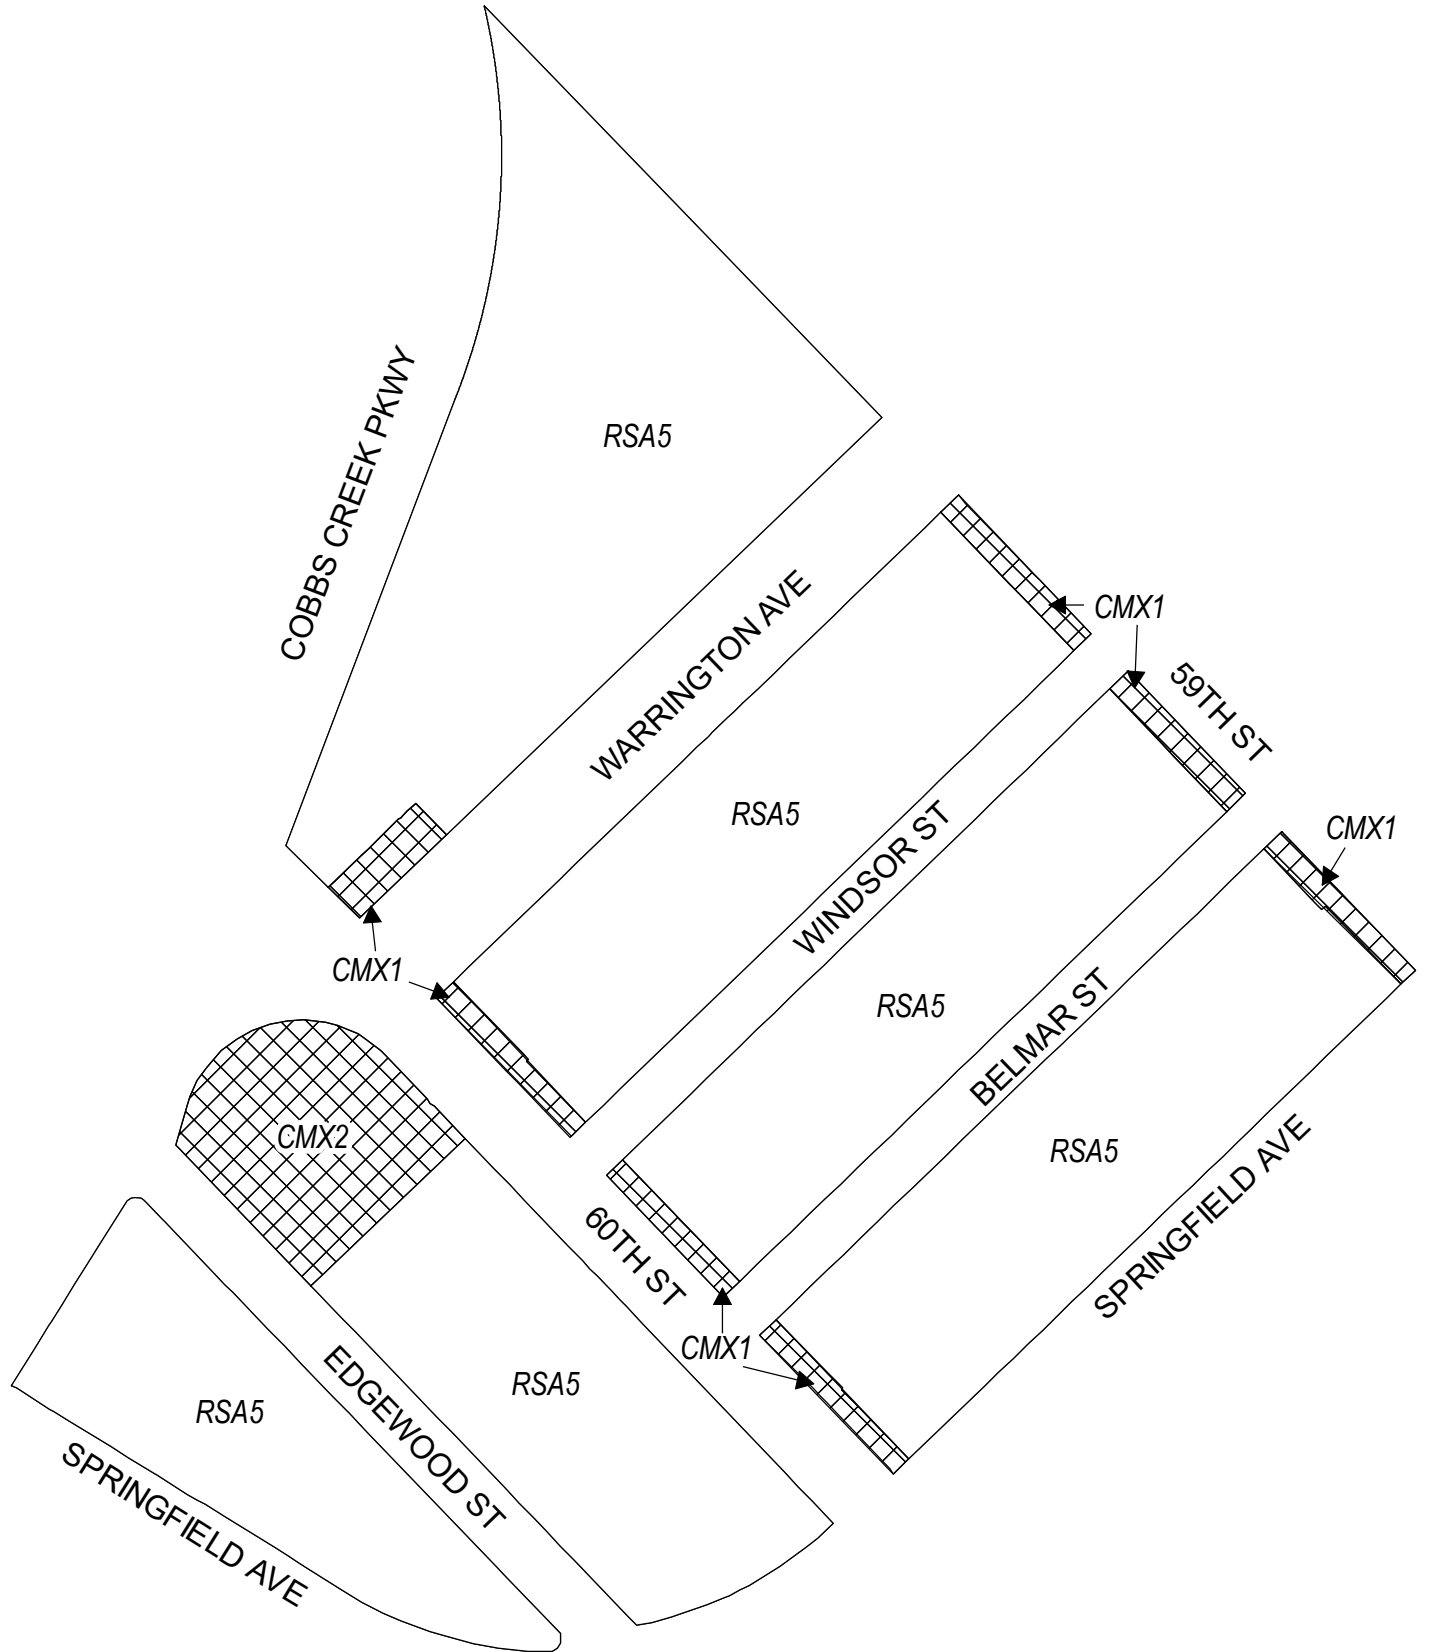 COBBS CREEK PKWY
RSA5
WARRINGTON AVE
CMX1
59TH ST
RSA5
WINDSOR ST
CMX1
CMX1
RSA5
BELMAR ST
CMX2
RSA5
SPRINGFIELD AVE
60TH ST
CMX1
EDGEWOOD ST
RSA5
RSA5
SPRINGFIELD AVE